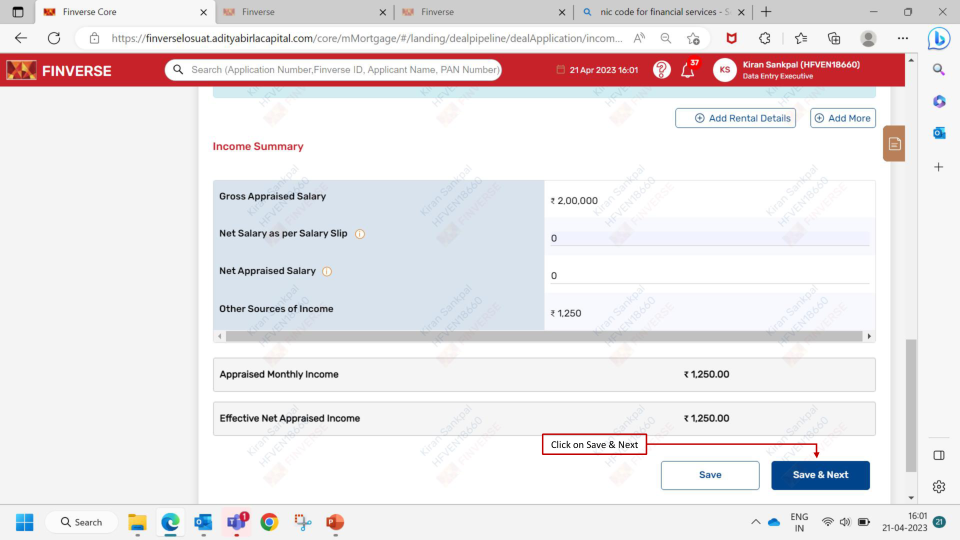 Finverse Core
Finverse
Finverse
nic code for financial services - S
https://finverselosuat.adityabirlacapital.com/core/mMortgage/#/landing/dealpipeline/dealApplication/incom...
FINVERSE
Search (Application Number,Finverse ID, Applicant Name, PAN Number)
21 Apr 2023 16:01
37
KS
Kiran Sankpal (HFVEN18660)
Data Entry Executive
Add Rental Details
Add More
Income Summary
Gross Appraised Salary
₹ 2,00,000
Net Salary as per Salary Slip
0
Net Appraised Salary
0
Other Sources of Income
₹ 1,250
Appraised Monthly Income
₹ 1,250.00
Effective Net Appraised Income
₹ 1,250.00
Click on Save & Next
Save
Save & Next
Search
1
ENG
IN
16:01
21-04-2023
21
Kiran Sankpal
HFVEN18660
FINVERSE